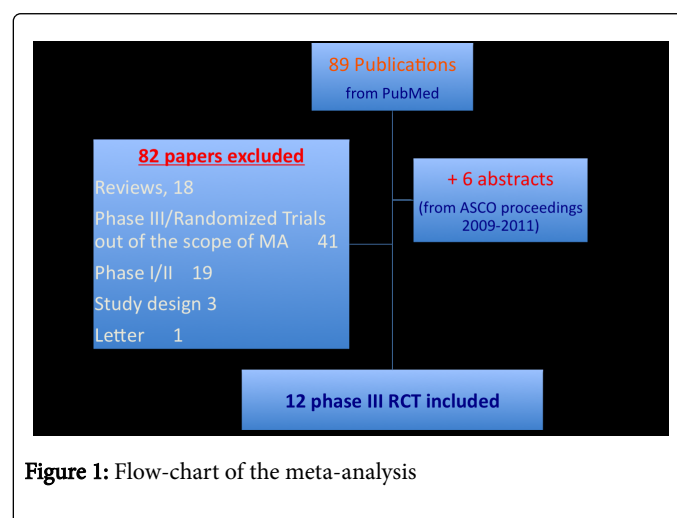 89 Publications
from PubMed
82 papers excluded
Reviews, 18
Phase III/Randomized Trials
out of the scope of MA 41
Phase I/II 19
Study design 3
Letter 1
+ 6 abstracts
(from ASCO proceedings
2009-2011)
12 phase III RCT included
Figure 1: Flow-chart of the meta-analysis